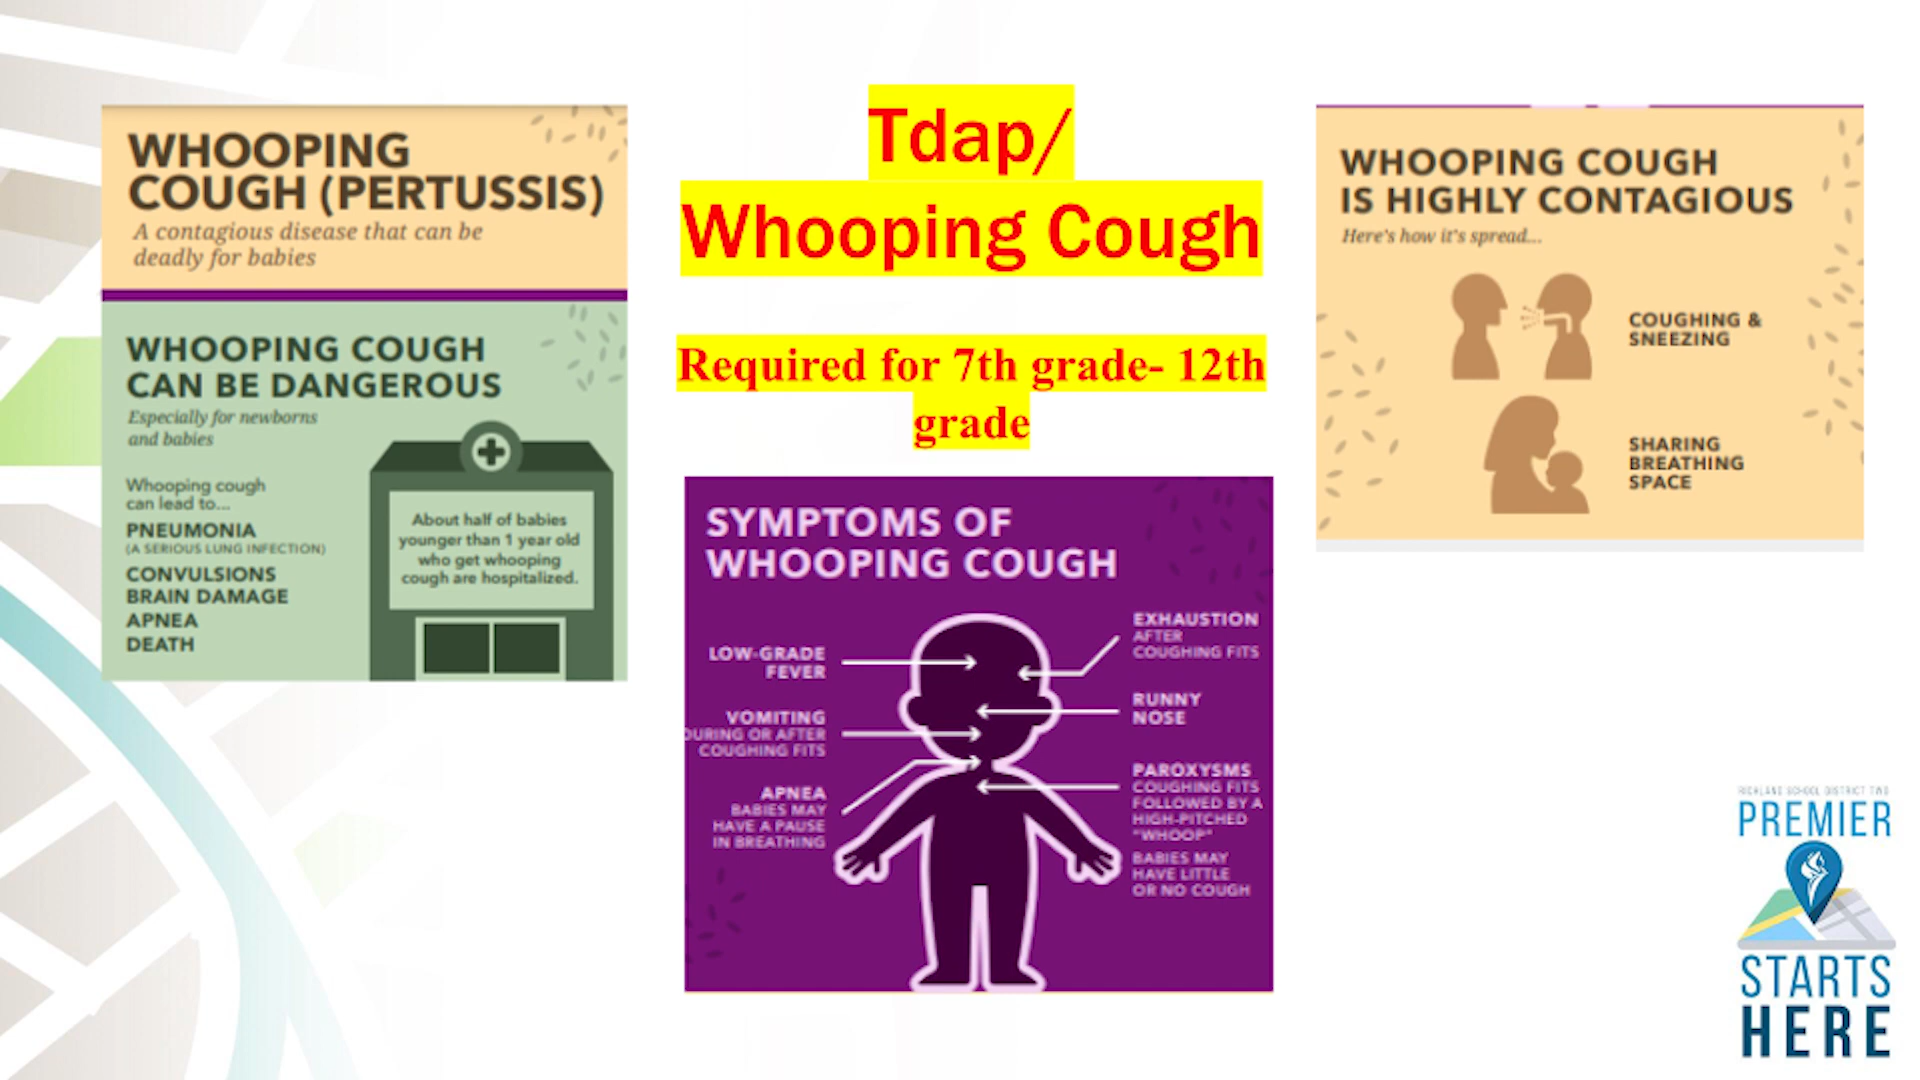 WHOOPING
COUGH (PERTUSSIS)
A contagious disease that can be
deadly for babies
WHOOPING COUGH
CAN BE DANGEROUS
Especially for newborns
and babies
Whooping cough
can lead to...
PNEUMONIA
(A SERIOUS LUNG INFECTION)
CONVULSIONS
BRAIN DAMAGE
APNEA
DEATH
About half of babies
younger than 1 year old
who get whooping
cough are hospitalized.
Tdap/
Whooping Cough
Required for 7th grade- 12th
grade
SYMPTOMS OF
WHOOPING COUGH
LOW-GRADE
FEVER
VOMITING
DURING OR AFTER
COUGHING FITS
APNEA
BABIES MAY
HAVE A PAUSE
IN BREATHING
EXHAUSTION
AFTER
COUGHING FITS
RUNNY
NOSE
PAROXYSMS
COUGHING FITS
FOLLOWED BY A
HIGH-PITCHED
"WHOOP"
BABIES MAY
HAVE LITTLE
OR NO COUGH
WHOOPING COUGH
IS HIGHLY CONTAGIOUS
Here's how it's spread...
COUGHING &
SNEEZING
SHARING
BREATHING
SPACE
RICHLAND SCHOOL DISTRICT TWO
PREMIER
STARTS
HERE